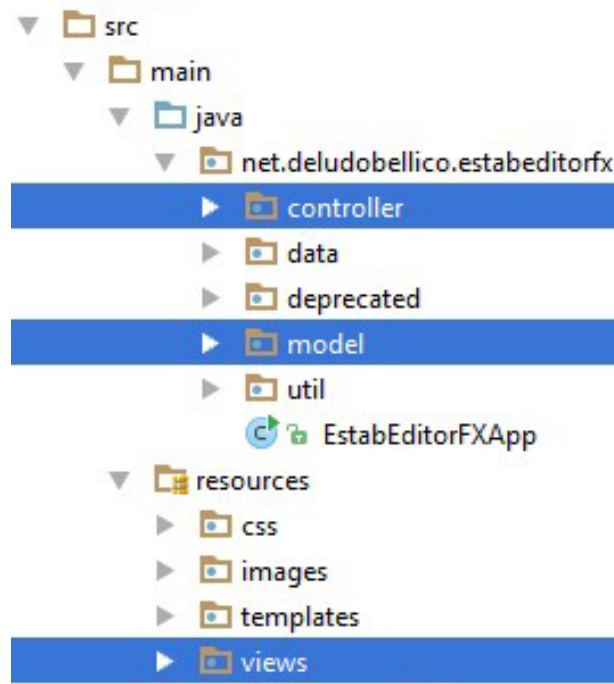 src
main
java
net.deludobellico.estabeditorfx
controller
data
deprecated
model
util
C EstabEditorFXApp
resources
css
images
templates
views